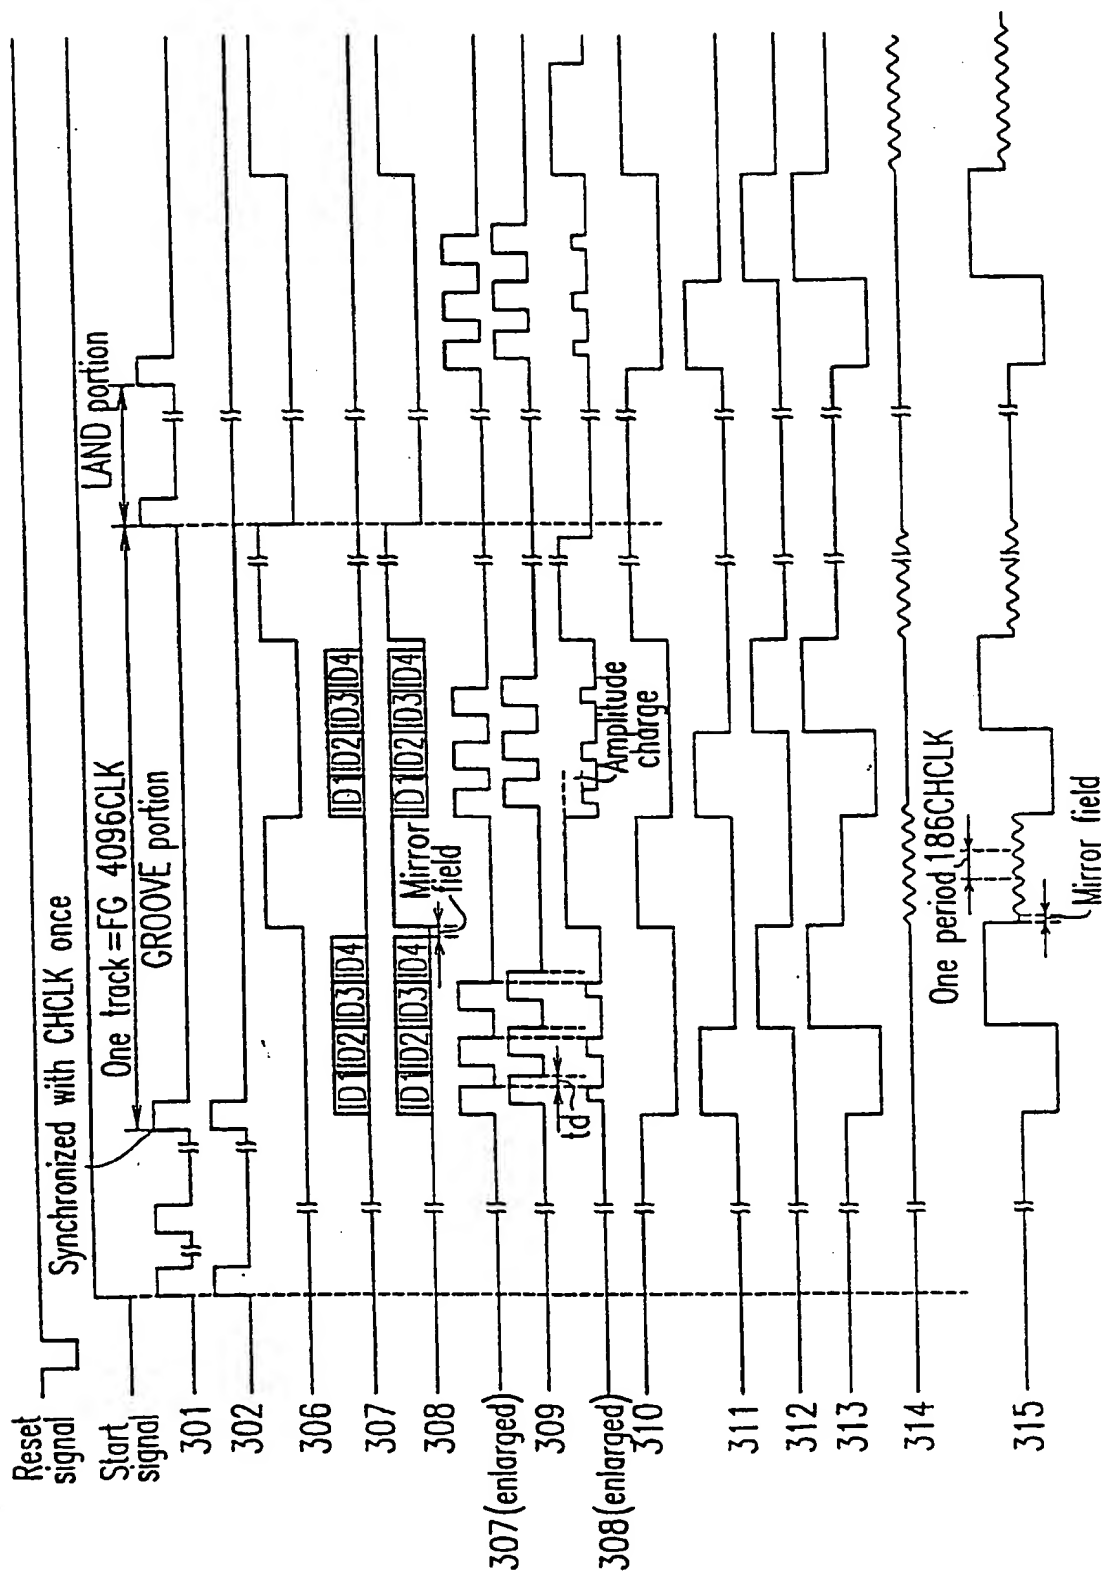 Reset
signal
Start
signal
301
302
306
307
308
307(enlarged)
309
308(enlarged)
310
311
312
313
314
315
Synchronized with CHCLK once
One track=FG 4096CLK
GROOVE portion
LAND portion
ID1 ID2 ID3 ID4
ID1 ID2 ID3 ID4
ID1 ID2 ID3 ID4
ID1 ID2 ID3 ID4
Mirror
field
td
Amplitude
charge
One period 186CHCLK
Mirror field